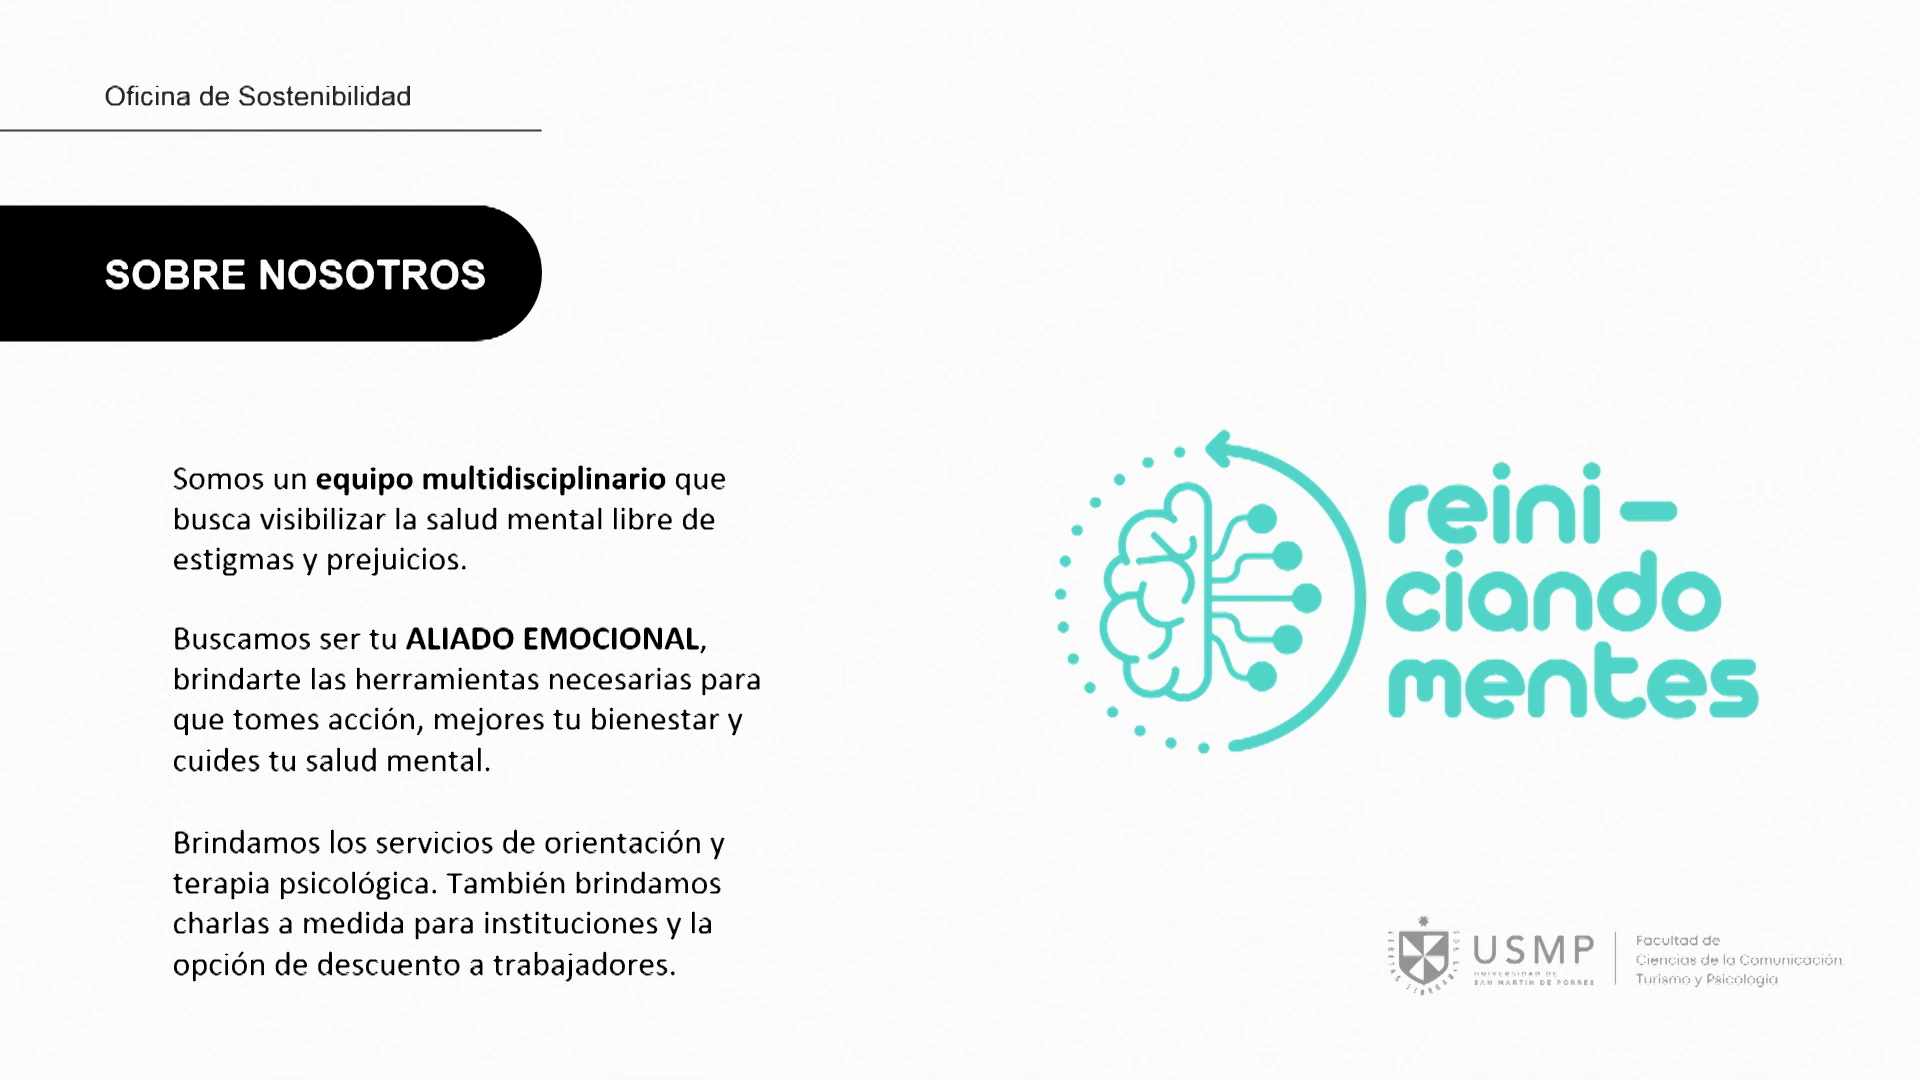 Oficina de Sostenibilidad
SOBRE NOSOTROS
Somos un equipo multidisciplinario que
busca visibilizar la salud mental libre de
estigmas y prejuicios.
Buscamos ser tu ALIADO EMOCIONAL,
brindarte las herramientas necesarias para
que tomes acción, mejores tu bienestar y
cuides tu salud mental.
Brindamos los servicios de orientación y
terapia psicológica. También brindamos
charlas a medida para instituciones y la
opción de descuento a trabajadores.
reini-
ciando
mentes
USMP
UNIVERSIDAD DE
SAN MARTIN DE PORRES
Facultad de
Ciencias de la Comunicación,
Turismo y Psicología